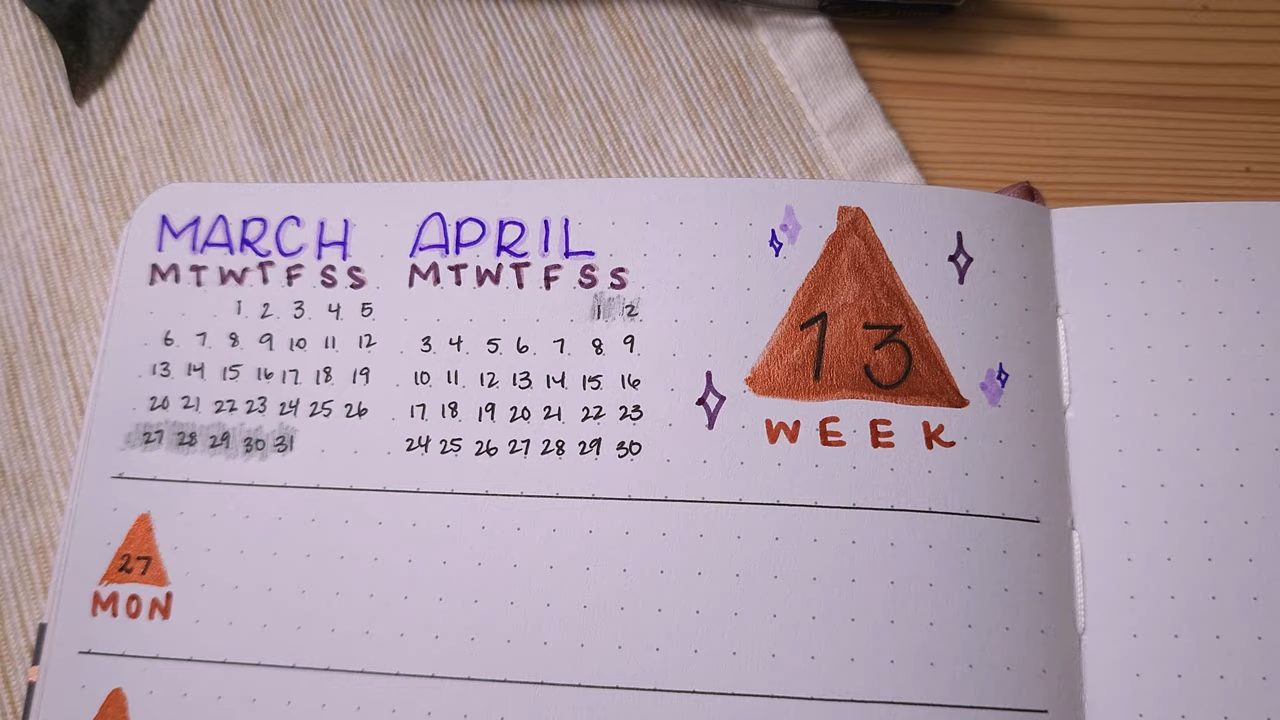 MARCH
M T W T F S S
1 2 3 4 5
6 7 8 9 10 11 12
13 14 15 16 17 18 19
20 21 22 23 24 25 26
27 28 29 30 31
APRIL
M T W T F S S
1 2
3 4 5 6 7 8 9
10 11 12 13 14 15 16
17 18 19 20 21 22 23
24 25 26 27 28 29 30
13
WEEK
27
MON